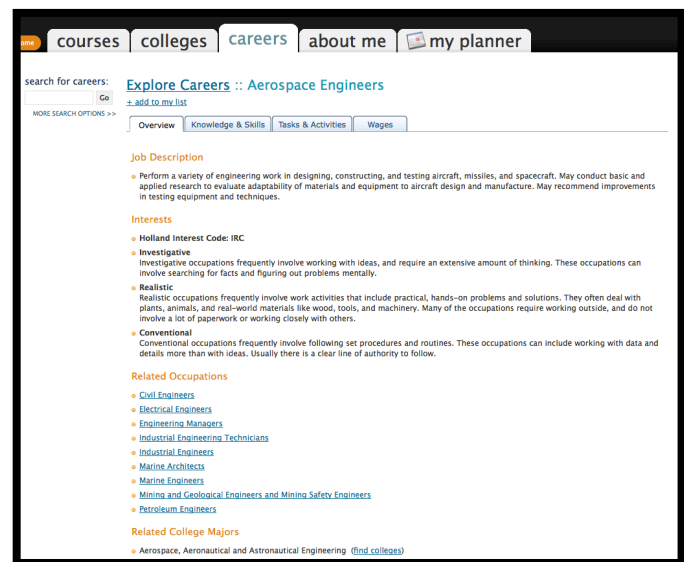 ome
courses
colleges
careers
about me
my planner
search for careers:
Go
MORE SEARCH OPTIONS >>
Explore Careers :: Aerospace Engineers
+ add to my list
Overview
Knowledge & Skills
Tasks & Activities
Wages
Job Description
Perform a variety of engineering work in designing, constructing, and testing aircraft, missiles, and spacecraft. May conduct basic and
applied research to evaluate adaptability of materials and equipment to aircraft design and manufacture. May recommend improvements
in testing equipment and techniques.
Interests
Holland Interest Code: IRC
Investigative
Investigative occupations frequently involve working with ideas, and require an extensive amount of thinking. These occupations can
involve searching for facts and figuring out problems mentally.
Realistic
Realistic occupations frequently involve work activities that include practical, hands-on problems and solutions. They often deal with
plants, animals, and real-world materials like wood, tools, and machinery. Many of the occupations require working outside, and do not
involve a lot of paperwork or working closely with others.
Conventional
Conventional occupations frequently involve following set procedures and routines. These occupations can include working with data and
details more than with ideas. Usually there is a clear line of authority to follow.
Related Occupations
Civil Engineers
Electrical Engineers
Engineering Managers
Industrial Engineering Technicians
Industrial Engineers
Marine Architects
Marine Engineers
Mining and Geological Engineers and Mining Safety Engineers
Petroleum Engineers
Related College Majors
Aerospace, Aeronautical and Astronautical Engineering (find colleges)